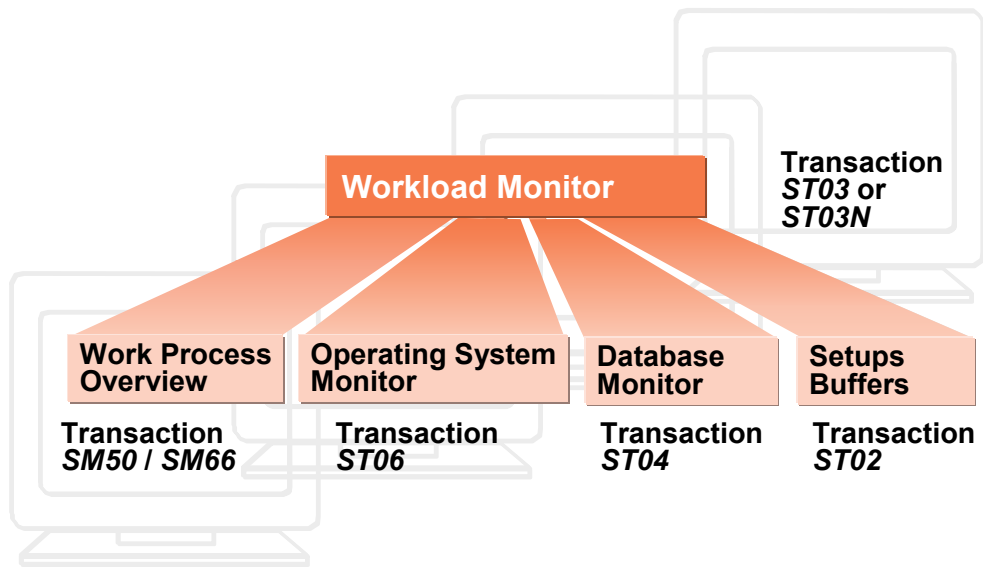 Workload Monitor
Transaction
ST03 or
ST03N
Work Process
Overview
Operating System
Monitor
Database
Monitor
Setups
Buffers
Transaction
SM50 / SM66
Transaction
ST06
Transaction
ST04
Transaction
ST02